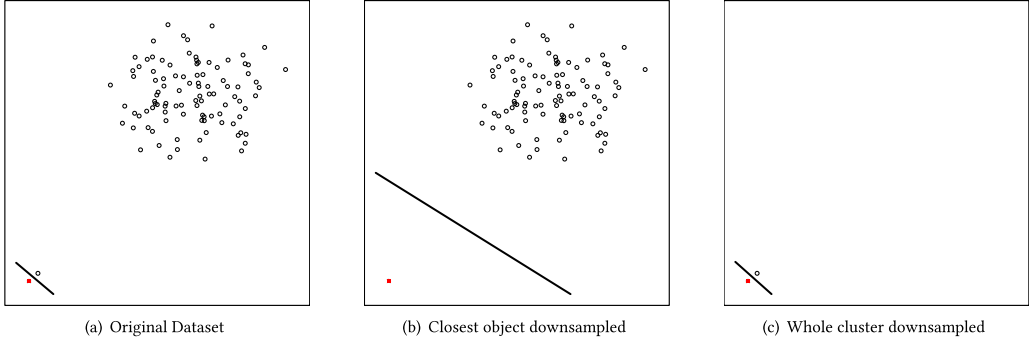 (a) Original Dataset
(b) Closest object downsampled
(c) Whole cluster downsampled